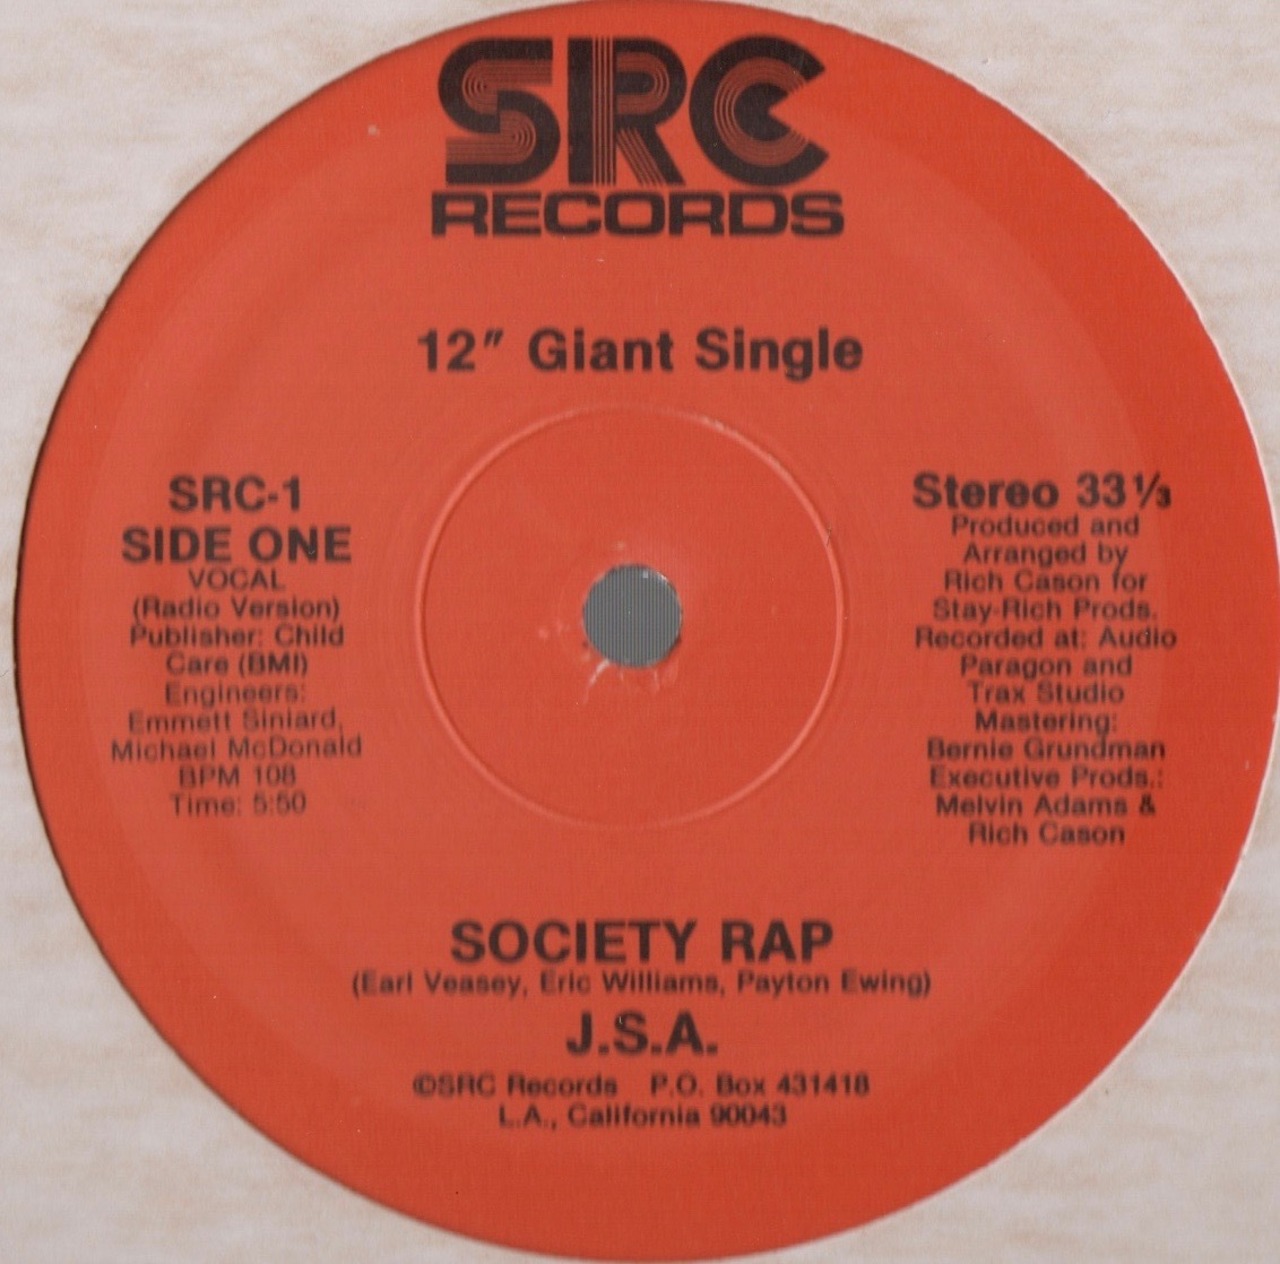 SRC
RECORDS
12" Giant Single
SRC-1
SIDE ONE
VOCAL
(Radio Version)
Publisher: Child
Care (BMI)
Engineers:
Emmett Siniard,
Michael McDonald
BPM 108
Time: 5:50
Stereo 33⅓
Produced and
Arranged by
Rich Cason for
Stay-Rich Prods.
Recorded at: Audio
Paragon and
Trax Studio
Mastering:
Bernie Grundman
Executive Prods.:
Melvin Adams &
Rich Cason
SOCIETY RAP
(Earl Veasey, Eric Williams, Payton Ewing)
J.S.A.
©SRC Records P.O. Box 431418
L.A., California 90043